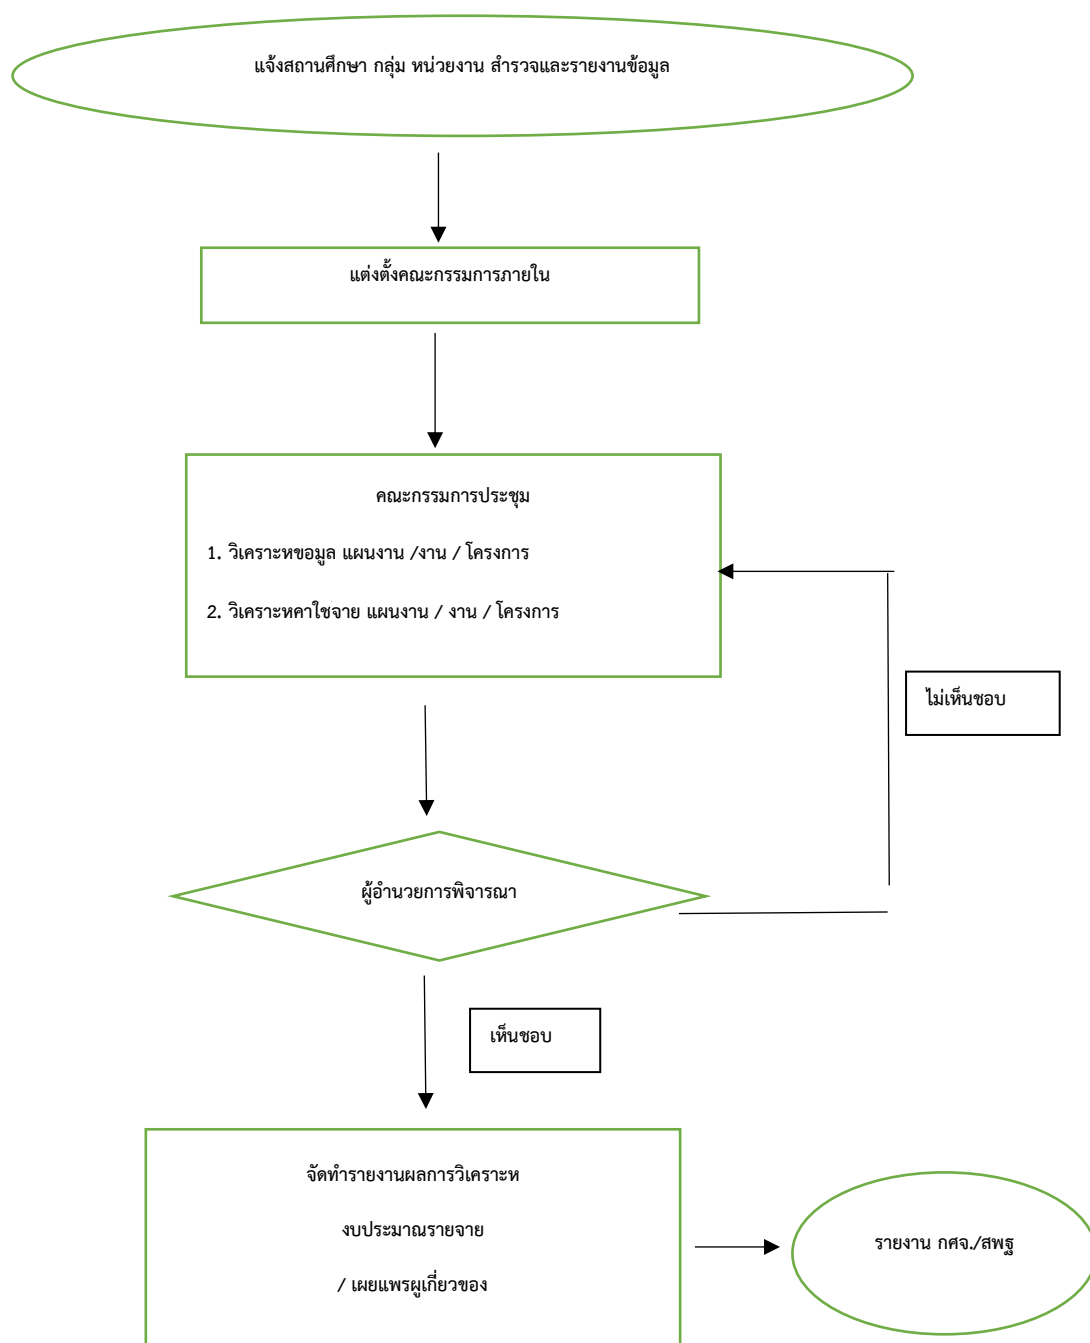 แจ้งสถานศึกษา กลุ่ม หน่วยงาน สำรวจและรายงานข้อมูล
แต่งตั้งคณะกรรมการภายใน
คณะกรรมการประชุม
1. วิเคราะหขอมูล แผนงาน /งาน / โครงการ
2. วิเคราะหคาใชจาย แผนงาน / งาน / โครงการ
ไม่เห็นชอบ
ผู้อำนวยการพิจารณา
เห็นชอบ
จัดทำรายงานผลการวิเคราะห
งบประมาณรายจาย
/ เผยแพรผูเกี่ยวของ
รายงาน กศจ./สพฐ